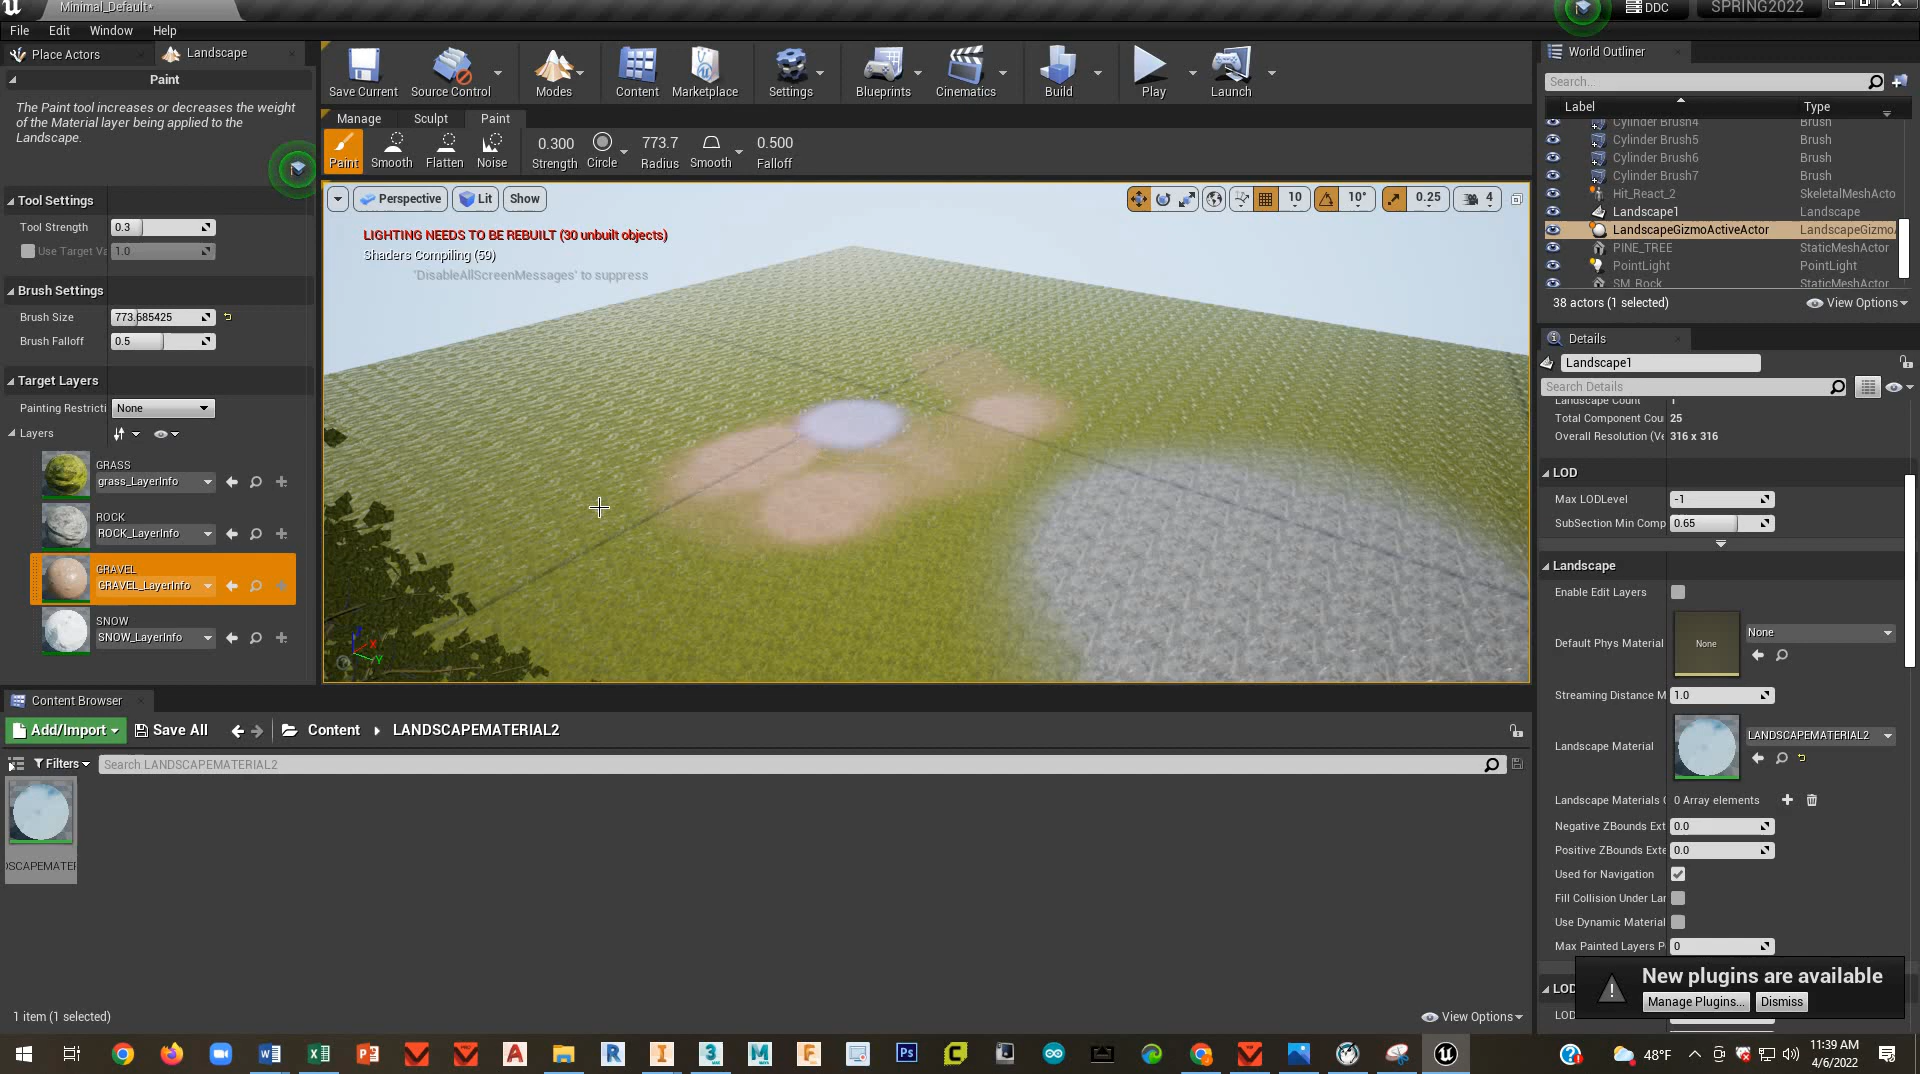 Minimal_Default*
DDC
SPRING2022
File
Edit
Window
Help
Place Actors
Landscape
Paint
The Paint tool increases or decreases the weight
of the Material layer being applied to the
Landscape.
Tool Settings
Tool Strength
0.3
Use Target Va
1.0
Brush Settings
Brush Size
773.685425
Brush Falloff
0.5
Target Layers
Painting Restricti
None
Layers
GRASS
grass_LayerInfo
ROCK
ROCK_LayerInfo
GRAVEL
GRAVEL_LayerInfo
SNOW
SNOW_LayerInfo
Save Current
Source Control
Modes
Content
Marketplace
Settings
Blueprints
Cinematics
Build
Play
Launch
Manage
Sculpt
Paint
Paint
Smooth
Flatten
Noise
0.300
Strength
Circle
773.7
Radius
Smooth
0.500
Falloff
Perspective
Lit
Show
10
10°
0.25
4
LIGHTING NEEDS TO BE REBUILT (30 unbuilt objects)
Shaders Compiling (59)
'DisableAllScreenMessages' to suppress
X
Y
World Outliner
Search...
Label
Type
Cylinder Brush4
Brush
Cylinder Brush5
Brush
Cylinder Brush6
Brush
Cylinder Brush7
Brush
Hit_React_2
SkeletalMeshActo
Landscape1
Landscape
LandscapeGizmoActiveActor
LandscapeGizmo
PINE_TREE
StaticMeshActor
PointLight
PointLight
SM_Rock
StaticMeshActor
38 actors (1 selected)
View Options
Details
Landscape1
Search Details
Landscape Count
1
Total Component Cou
25
Overall Resolution (Ve
316 x 316
LOD
Max LODLevel
-1
SubSection Min Comp
0.65
Landscape
Enable Edit Layers
Default Phys Material
None
None
Streaming Distance M
1.0
Landscape Material
LANDSCAPEMATERIAL2
Landscape Materials
0 Array elements
Negative ZBounds Ext
0.0
Positive ZBounds Exte
0.0
Used for Navigation
Fill Collision Under Lan
Use Dynamic Material
Max Painted Layers P
0
LOD
LOD
New plugins are available
Manage Plugins...
Dismiss
Content Browser
Add/Import
Save All
Content
LANDSCAPEMATERIAL2
Filters
Search LANDSCAPEMATERIAL2
DSCAPEMATER
1 item (1 selected)
View Options
48°F
11:39 AM
4/6/2022